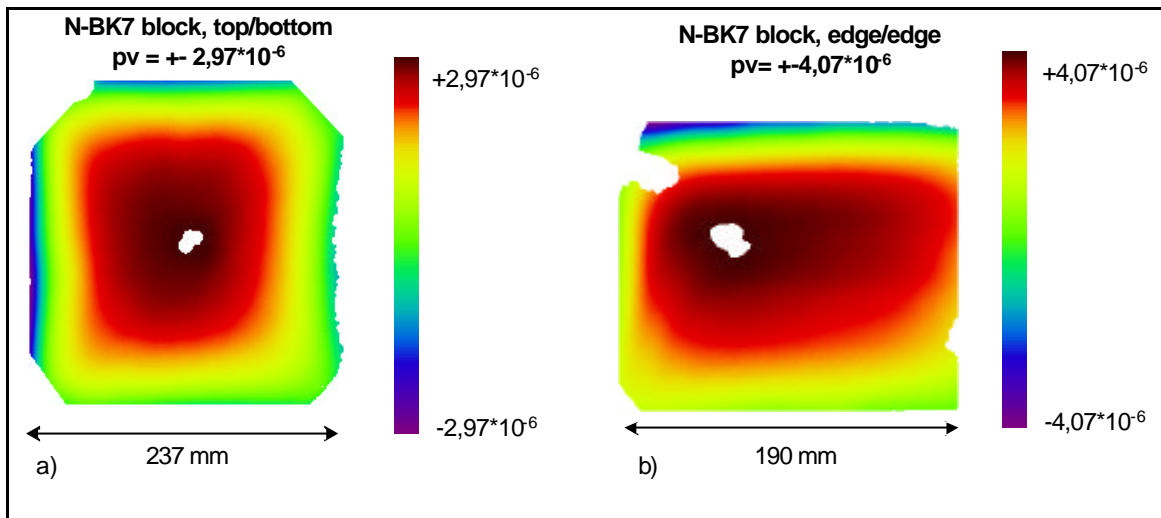 N-BK7 block, top/bottom
pv = +- 2,97*10⁻⁶
+2,97*10⁻⁶
-2,97*10⁻⁶
237 mm
a)
N-BK7 block, edge/edge
pv= +-4,07*10⁻⁶
+4,07*10⁻⁶
-4,07*10⁻⁶
190 mm
b)